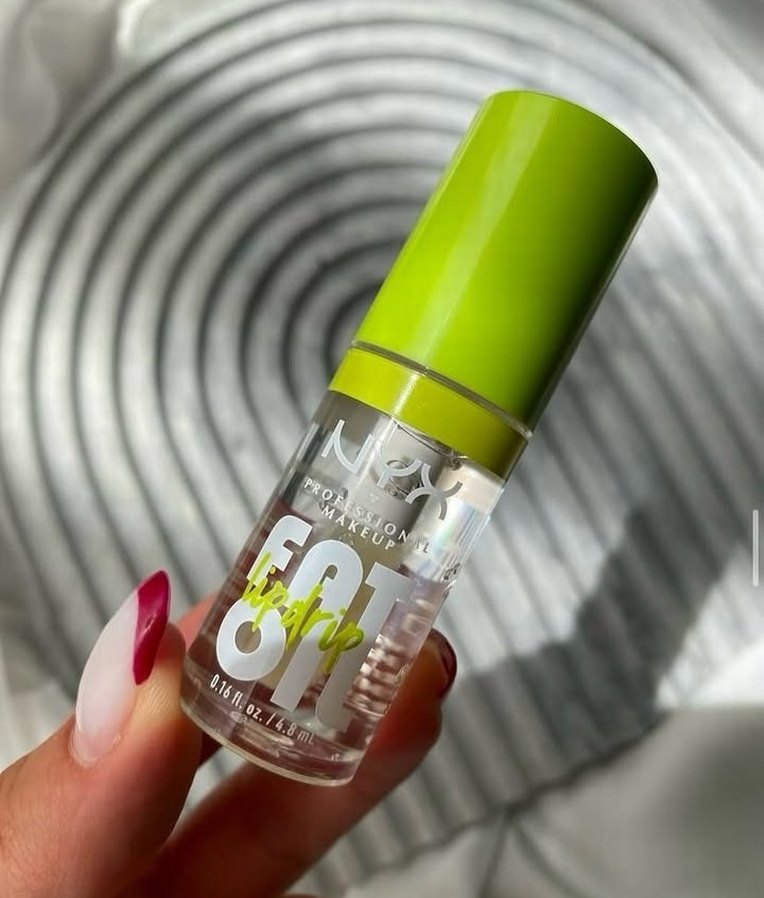 NYX
PROFESSIONAL
MAKEUP
FAT
lip drip
OIL
0.16 fl. oz. / 4.8 mL